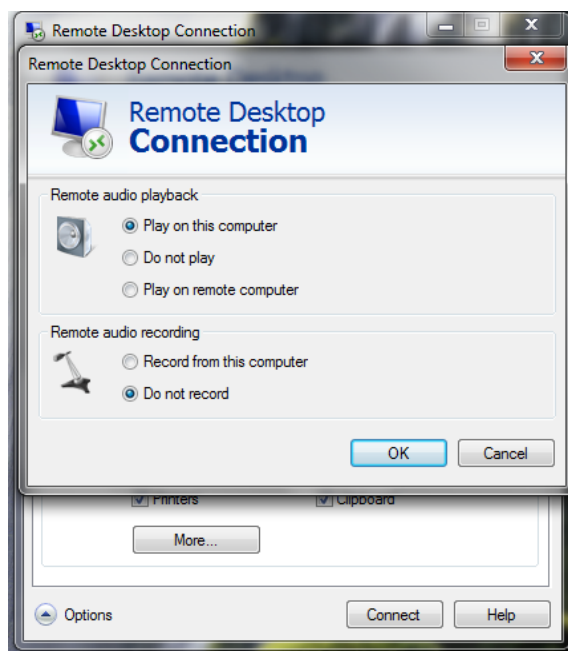 Remote Desktop Connection
Remote Desktop Connection
Remote Desktop
Connection
Remote audio playback
Play on this computer
Do not play
Play on remote computer
Remote audio recording
Record from this computer
Do not record
OK Cancel
Printers Clipboard
More...
Options Connect Help